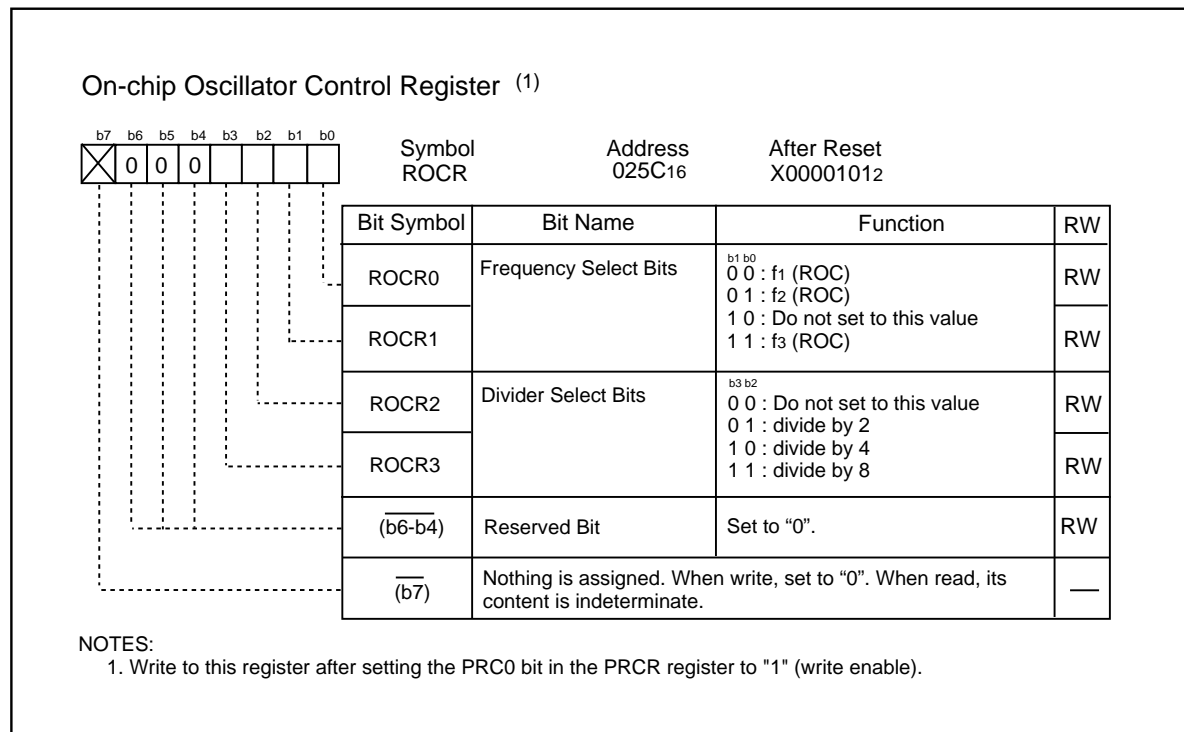 On-chip Oscillator Control Register (1)
b7 b6 b5 b4 b3 b2 b1 b0
0 0 0
Symbol Address After Reset
ROCR 025C16 X00001012
Bit Symbol Bit Name Function RW
ROCR0 Frequency Select Bits b1 b0
0 0 : f1 (ROC)
0 1 : f2 (ROC)
1 0 : Do not set to this value
1 1 : f3 (ROC) RW
ROCR1 RW
ROCR2 Divider Select Bits b3 b2
0 0 : Do not set to this value
0 1 : divide by 2
1 0 : divide by 4
1 1 : divide by 8 RW
ROCR3 RW
(b6-b4) Reserved Bit Set to “0”. RW
(b7) Nothing is assigned. When write, set to “0”. When read, its
content is indeterminate. —
NOTES:
1. Write to this register after setting the PRC0 bit in the PRCR register to "1" (write enable).